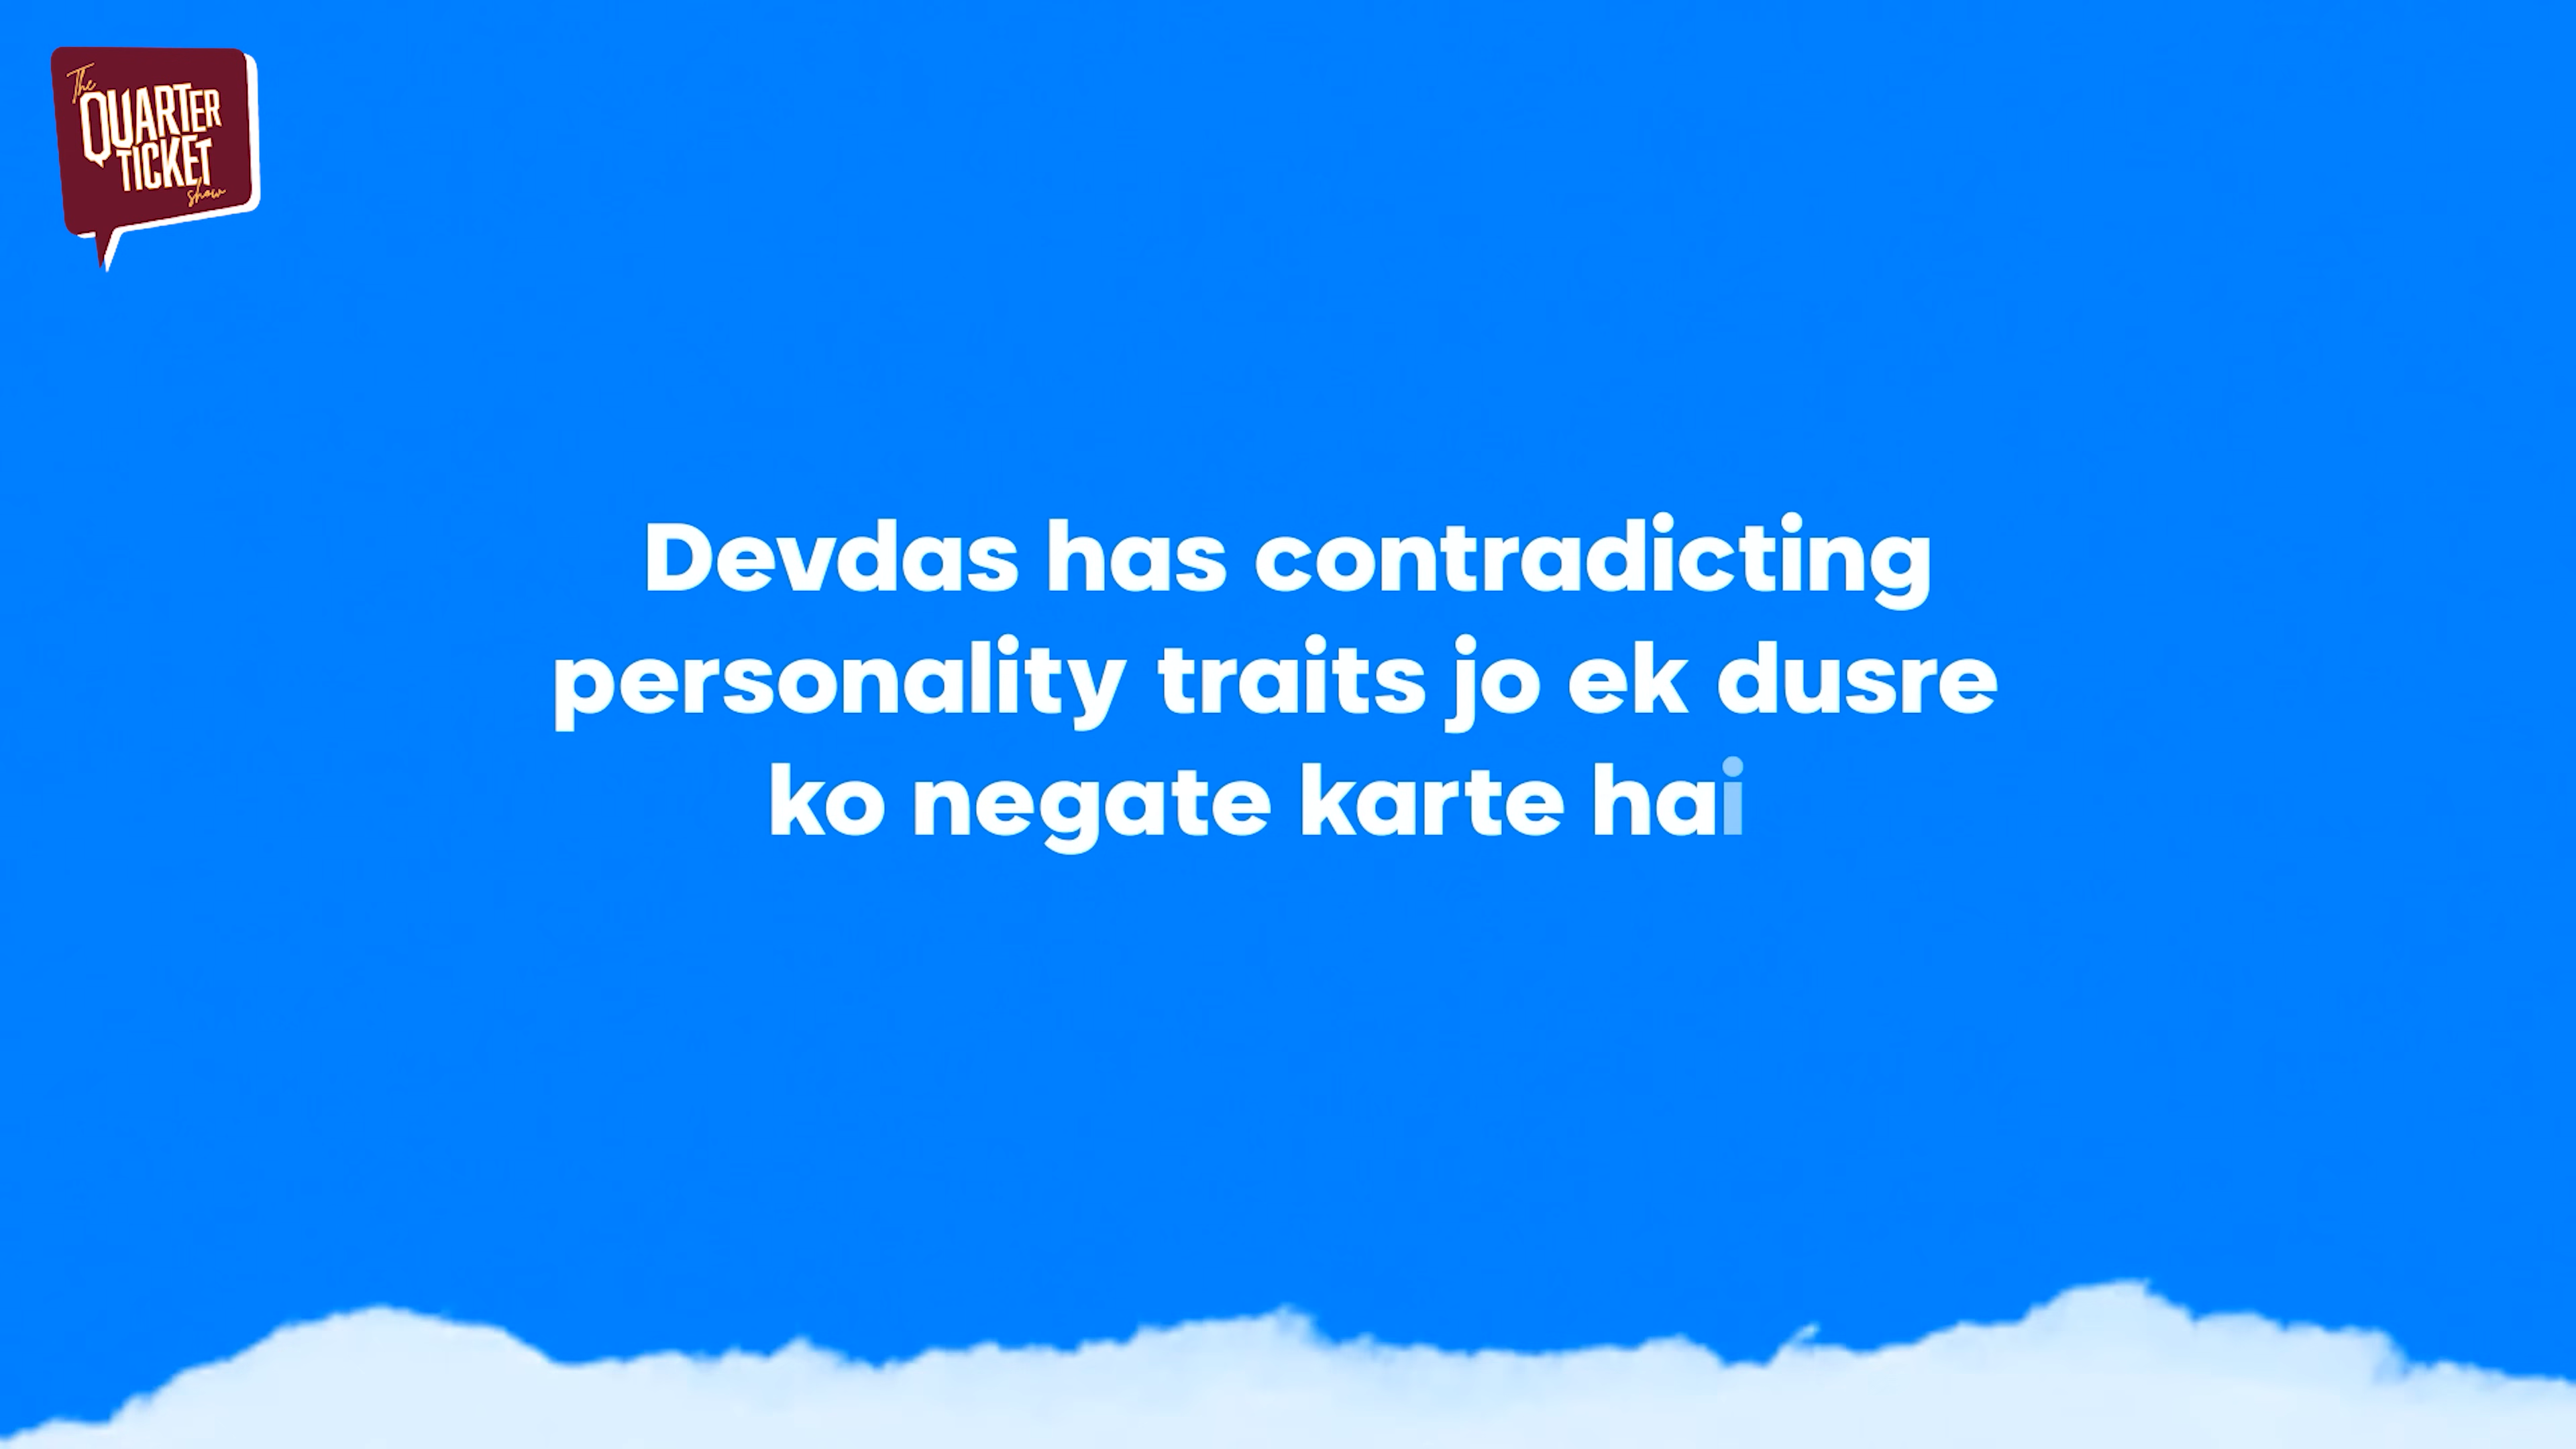 The
QUARTER
TICKET
show
Devdas has contradicting
personality traits jo ek dusre
ko negate karte hai